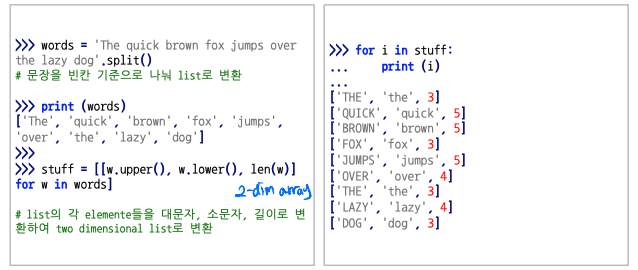 >>> words = 'The quick brown fox jumps over
the lazy dog'.split()
# 문장을 빈칸 기준으로 나눠 list로 변환
>>> print (words)
['The', 'quick', 'brown', 'fox', 'jumps',
'over', 'the', 'lazy', 'dog']
>>>
>>> stuff = [[w.upper(), w.lower(), len(w)]
for w in words]
2-dim array
# list의 각 elemente들을 대문자, 소문자, 길이로 변
환하여 two dimensional list로 변환
>>> for i in stuff:
...     print (i)
...
['THE', 'the', 3]
['QUICK', 'quick', 5]
['BROWN', 'brown', 5]
['FOX', 'fox', 3]
['JUMPS', 'jumps', 5]
['OVER', 'over', 4]
['THE', 'the', 3]
['LAZY', 'lazy', 4]
['DOG', 'dog', 3]